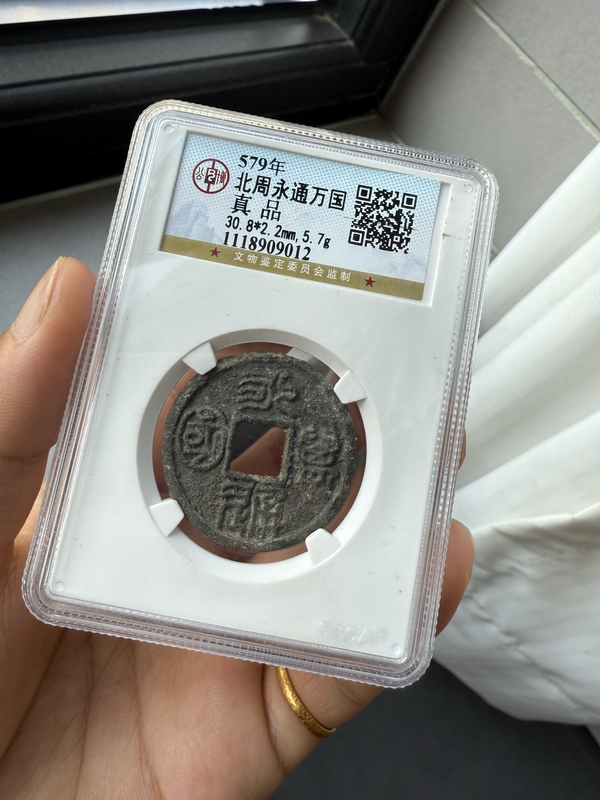 579年
北周永通万国
真品
30.8*2.2mm,5.7g
1118909012
文物鉴定委员会监制
永
通
萬
國